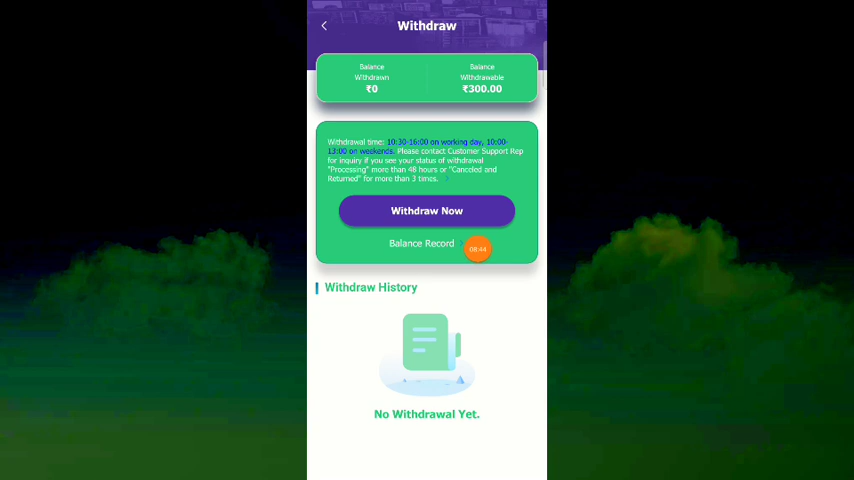 Withdraw
Balance
Withdrawn
₹0
Balance
Withdrawable
₹300.00
Withdrawal time: 10:30-16:00 on working day, 10:00-
13:00 on weekends. Please contact Customer Support Rep
for inquiry if you see your status of withdrawal
"Processing" more than 48 hours or "Canceled and
Returned" for more than 3 times.
Withdraw Now
Balance Record
08:44
Withdraw History
No Withdrawal Yet.